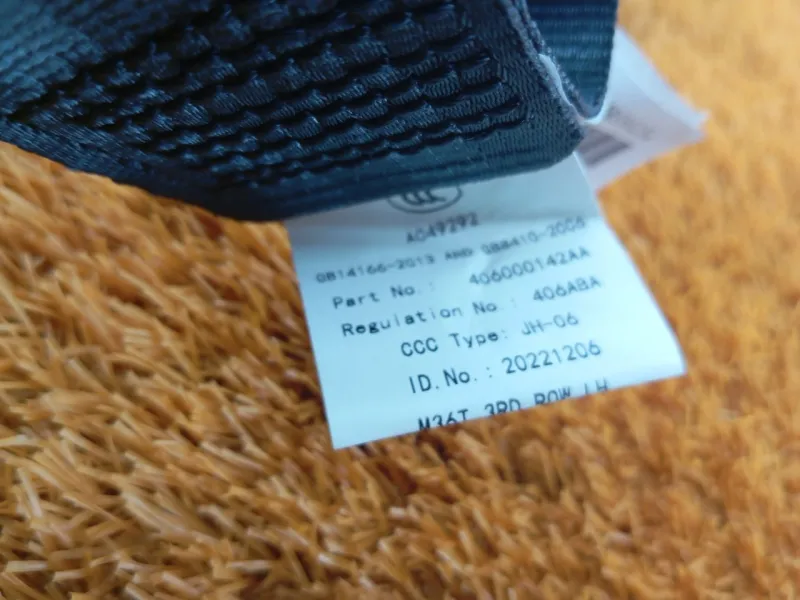 A049292
GB14166-2013 AND GB8410-2006
Part No.: 406000142AA
Regulation No.: 406ABA
CCC Type: JH-06
ID.No.: 20221206
M36T 3RD ROW LH